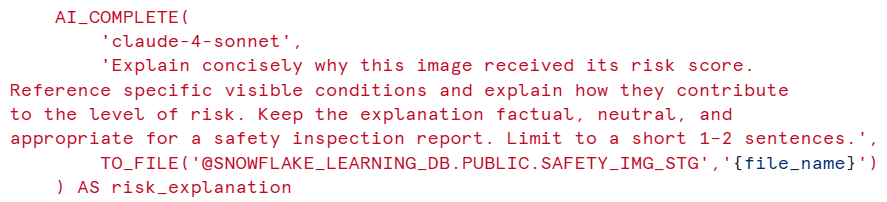 AI_COMPLETE(
'claude-4-sonnet',
'Explain concisely why this image received its risk score.
Reference specific visible conditions and explain how they contribute
to the level of risk. Keep the explanation factual, neutral, and
appropriate for a safety inspection report. Limit to a short 1-2 sentences.',
TO_FILE('@SNOWFLAKE_LEARNING_DB.PUBLIC.SAFETY_IMG_STG','{file_name}')
) AS risk_explanation